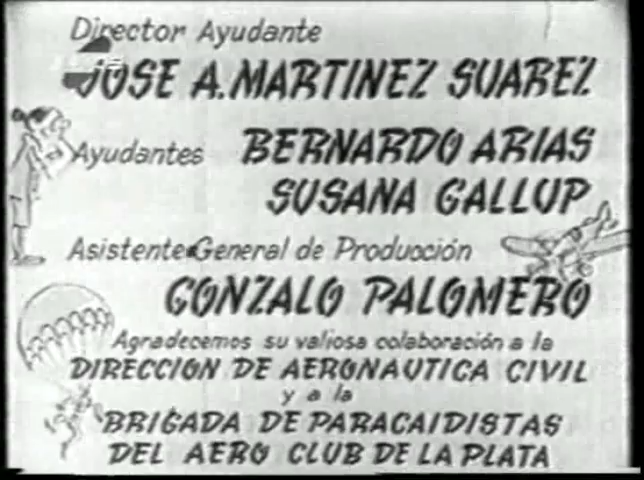 Director Ayudante
JOSE A. MARTINEZ SUAREZ
Ayudantes BERNARDO ARIAS
SUSANA GALLUP
Asistente General de Producción
GONZALO PALOMERO
Agradecemos su valiosa colaboración a la
DIRECCION DE AERONAUTICA CIVIL
y a la
BRIGADA DE PARACAIDISTAS
DEL AERO CLUB DE LA PLATA